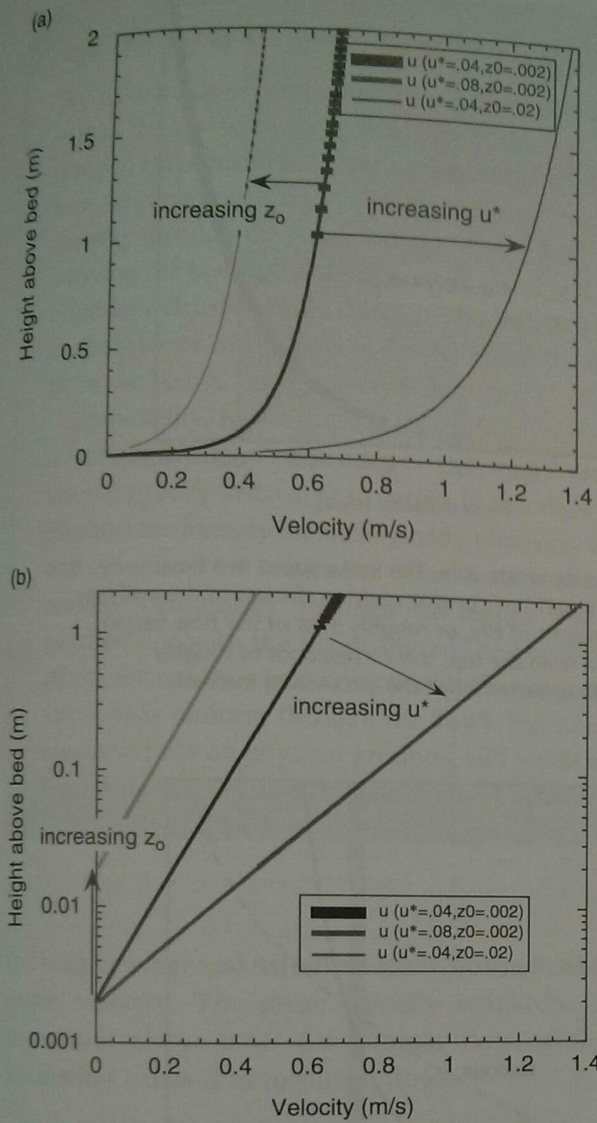 (a)
2
1.5
1
0.5
0
Height above bed (m)
u (u*=.04,z0=.002)
u (u*=.08,z0=.002)
u (u*=.04,z0=.02)
increasing zo
increasing u*
0 0.2 0.4 0.6 0.8 1 1.2 1.4
Velocity (m/s)
(b)
1
0.1
0.01
0.001
Height above bed (m)
increasing u*
increasing zo
u (u*=.04,z0=.002)
u (u*=.08,z0=.002)
u (u*=.04,z0=.02)
0 0.2 0.4 0.6 0.8 1 1.2 1.4
Velocity (m/s)